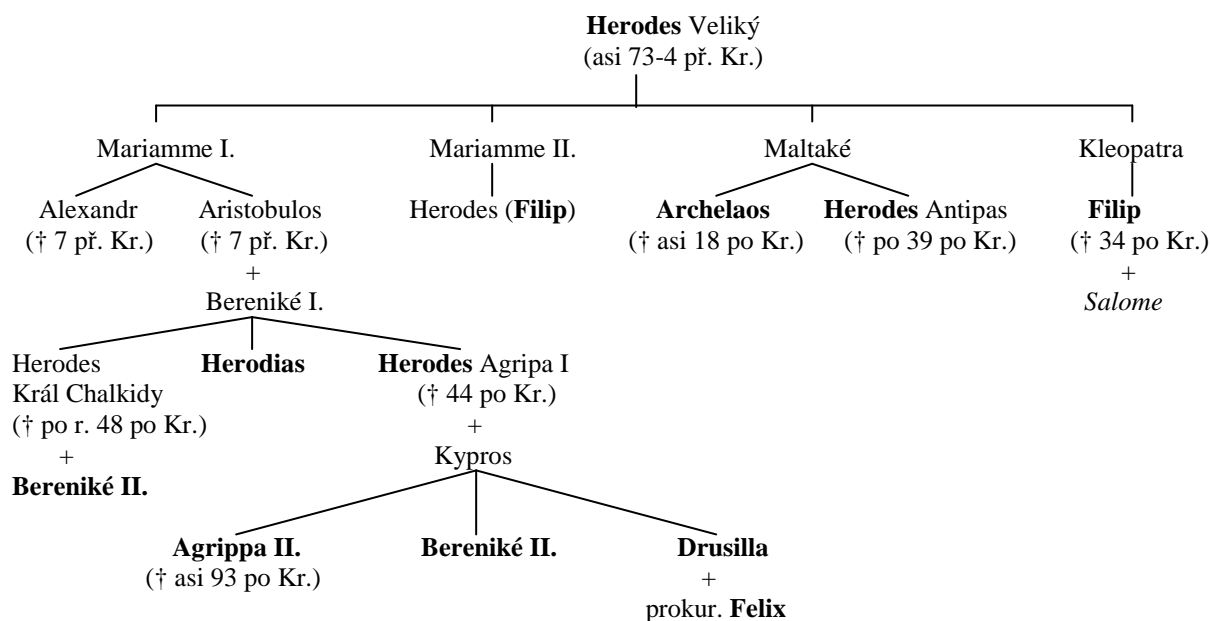 Herodes Veliký
(asi 73-4 př. Kr.)
Mariamme I. Mariamme II. Maltaké Kleopatra
Alexandr Aristobulos Herodes (Filip) Archelaos Herodes Antipas Filip
(† 7 př. Kr.) († 7 př. Kr.) († asi 18 po Kr.) († po 39 po Kr.) († 34 po Kr.)
+ +
Bereniké I. Salome
Herodes Herodias Herodes Agripa I
Král Chalkidy († 44 po Kr.)
(† po r. 48 po Kr.) +
+ Kypros
Bereniké II.
Agrippa II. Bereniké II. Drusilla
(† asi 93 po Kr.) +
prokur. Felix